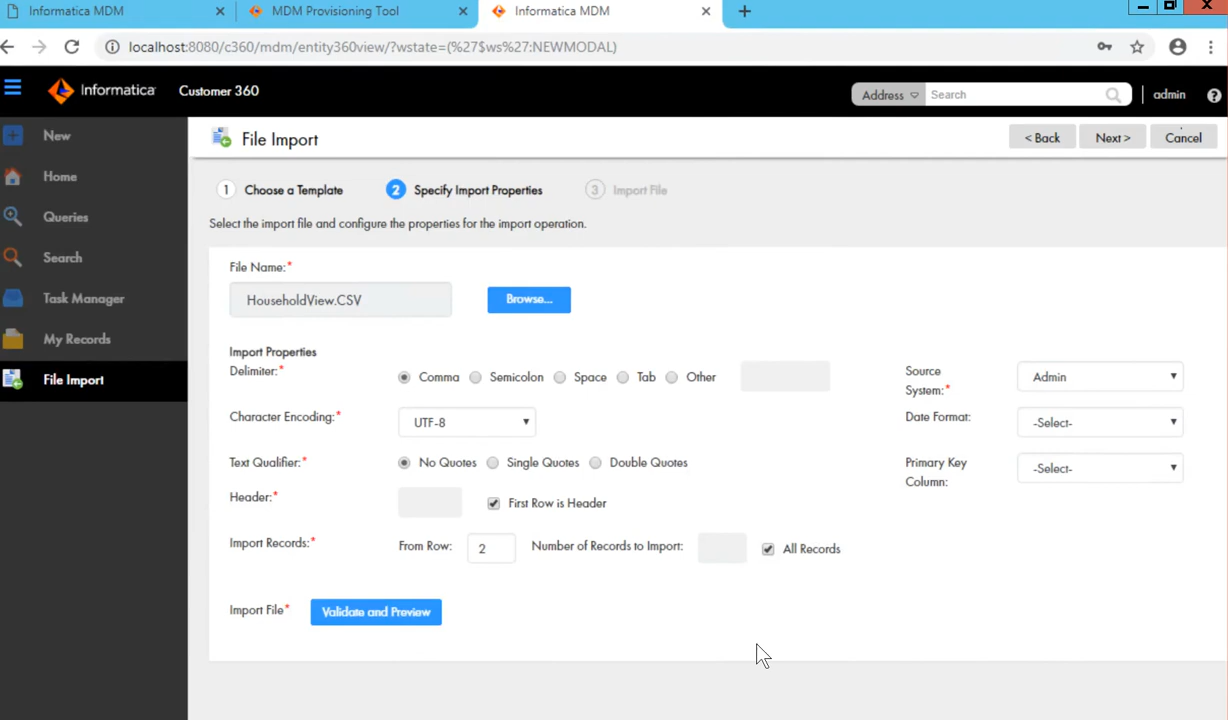 Informatica MDM
MDM Provisioning Tool
Informatica MDM
localhost:8080/c360/mdm/entity360view/?wstate=(%27$ws%27:NEWMODAL)
Informatica
Customer 360
Address
Search
admin
?
New
Home
Queries
Search
Task Manager
My Records
File Import
File Import
< Back
Next >
Cancel
1 Choose a Template
2 Specify Import Properties
3 Import File
Select the import file and configure the properties for the import operation.
File Name:*
HouseholdView.CSV
Browse...
Import Properties
Delimiter:*
Comma
Semicolon
Space
Tab
Other
Source
System:*
Admin
Character Encoding:*
UTF-8
Date Format:
-Select-
Text Qualifier:*
No Quotes
Single Quotes
Double Quotes
Primary Key
Column:
-Select-
Header:*
First Row is Header
Import Records:*
From Row:
2
Number of Records to Import:
All Records
Import File*
Validate and Preview